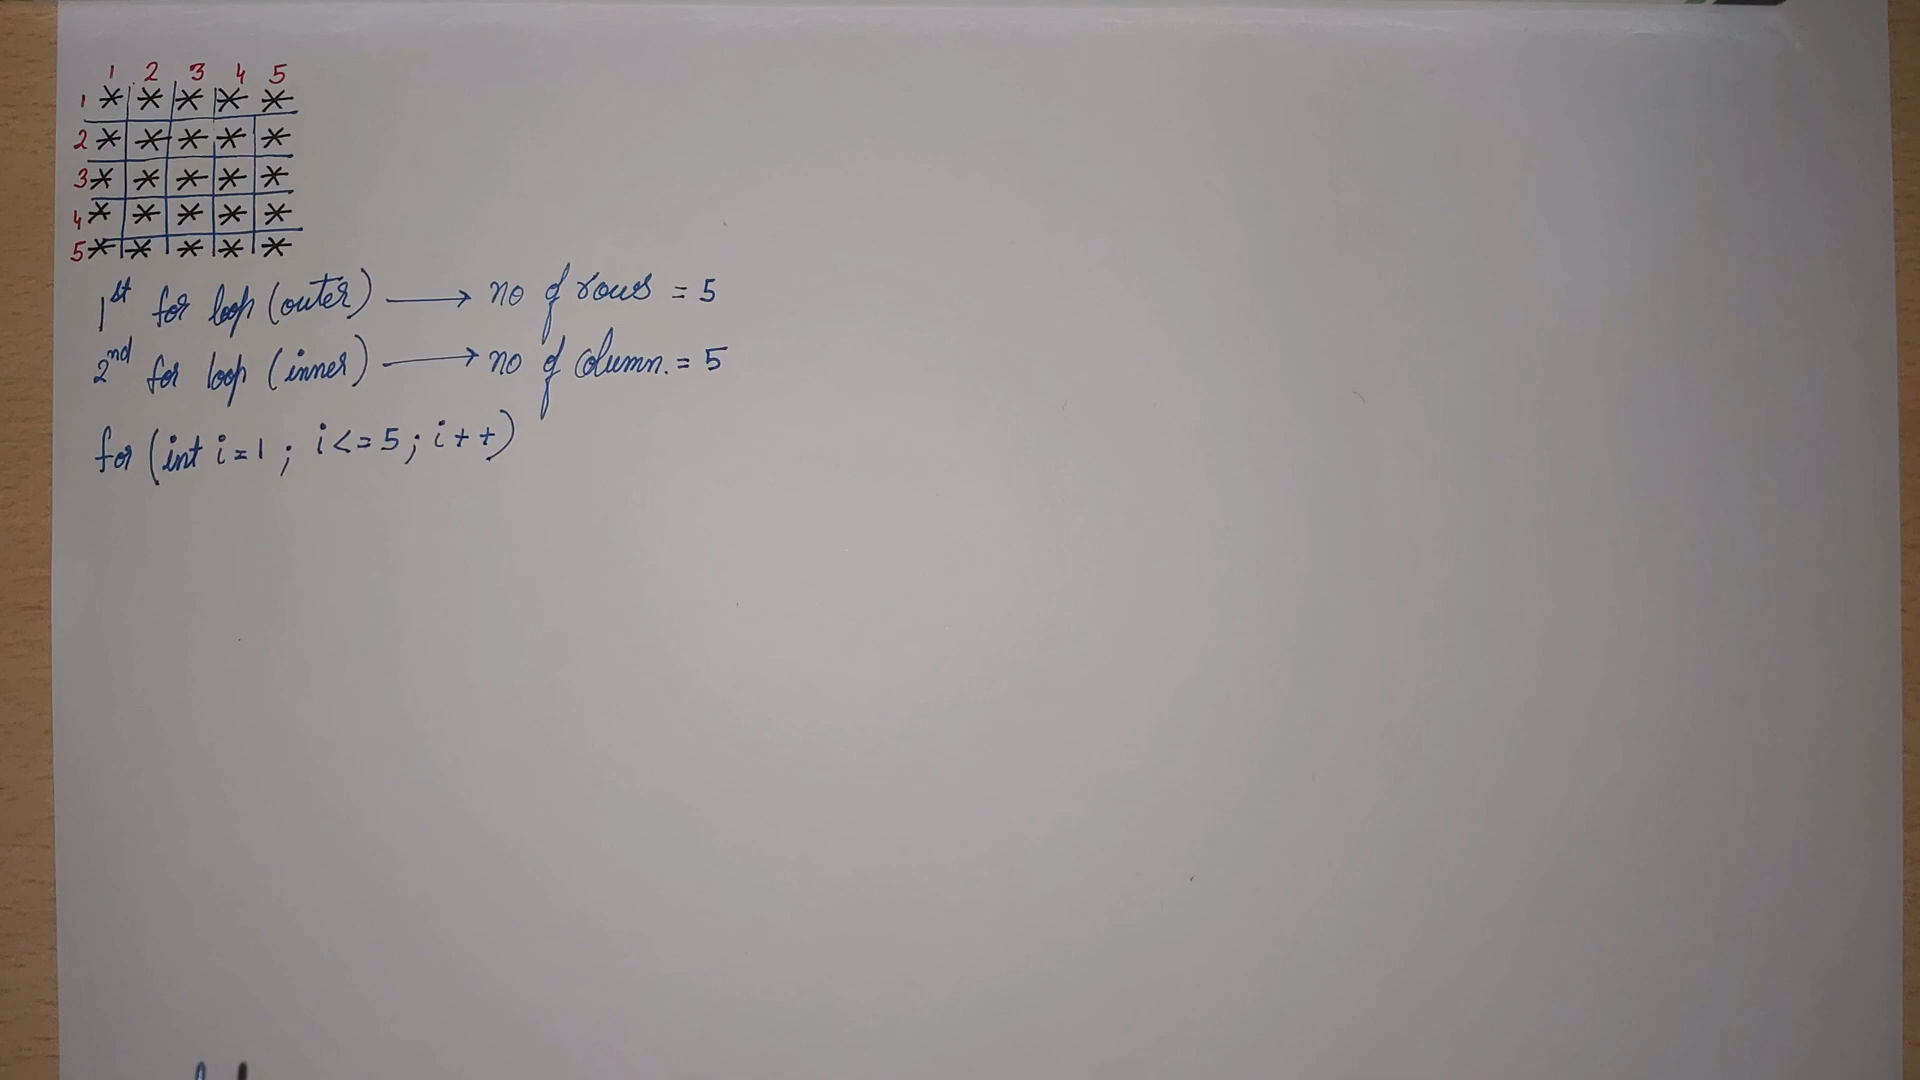 1 2 3 4 5
1 * * * * *
2 * * * * *
3 * * * * *
4 * * * * *
5 * * * * *
1st for loop (outer) → no of rows = 5
2nd for loop (inner) → no of column. = 5
for (int i=1 ; i<=5 ; i++)